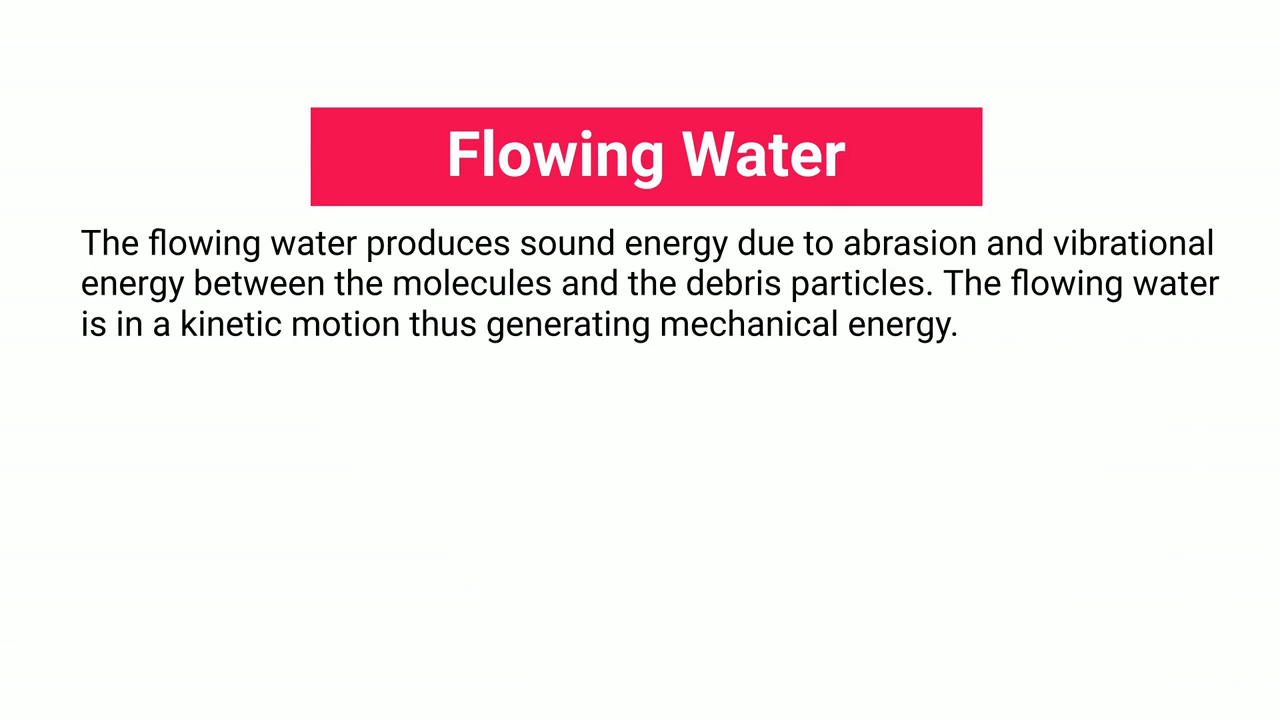 Flowing Water
The flowing water produces sound energy due to abrasion and vibrational
energy between the molecules and the debris particles. The flowing water
is in a kinetic motion thus generating mechanical energy.